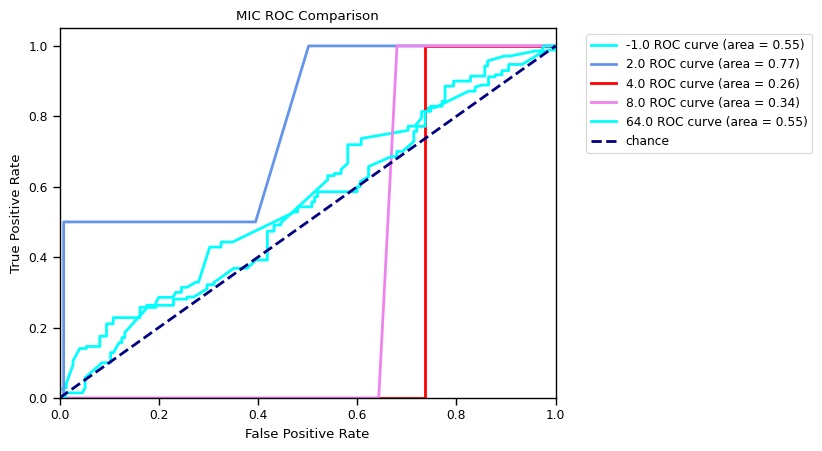 MIC ROC Comparison
1.0
0.8
0.6
0.4
0.2
0.0
True Positive Rate
0.0 0.2 0.4 0.6 0.8 1.0
False Positive Rate
-1.0 ROC curve (area = 0.55)
2.0 ROC curve (area = 0.77)
4.0 ROC curve (area = 0.26)
8.0 ROC curve (area = 0.34)
64.0 ROC curve (area = 0.55)
chance